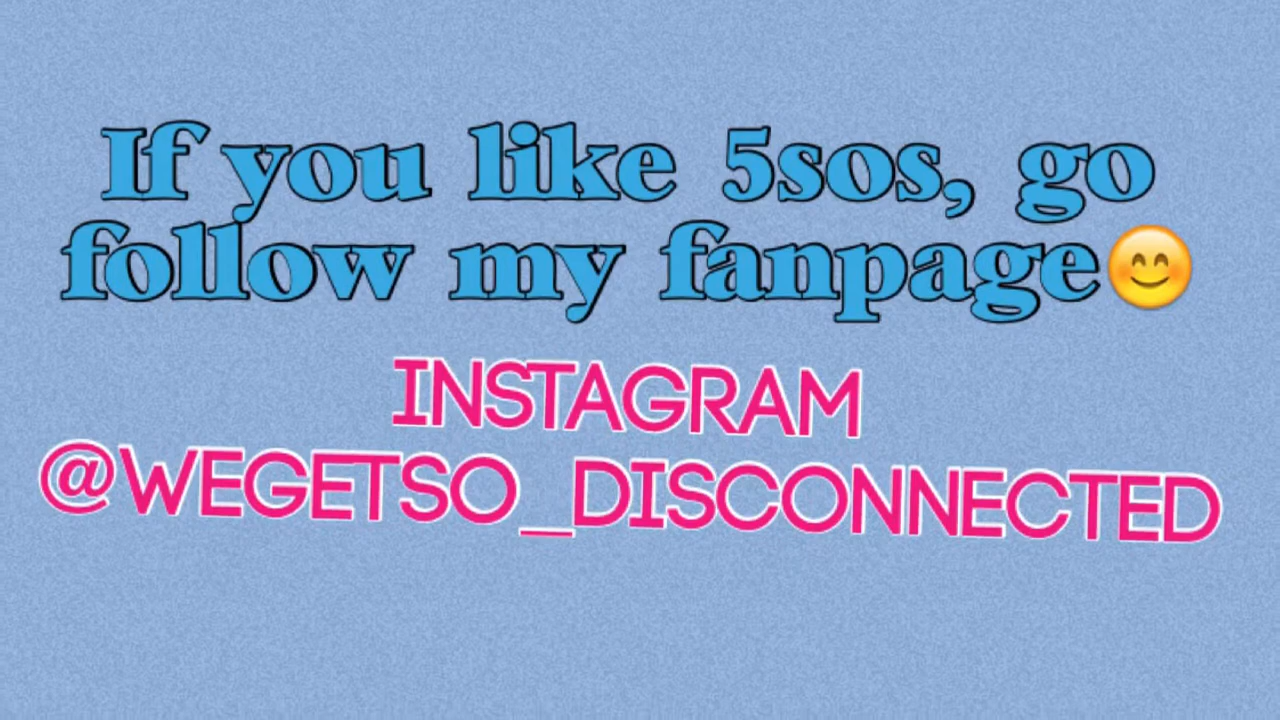 If you like 5sos, go
follow my fanpage😊
INSTAGRAM
@WEGETSO_DISCONNECTED